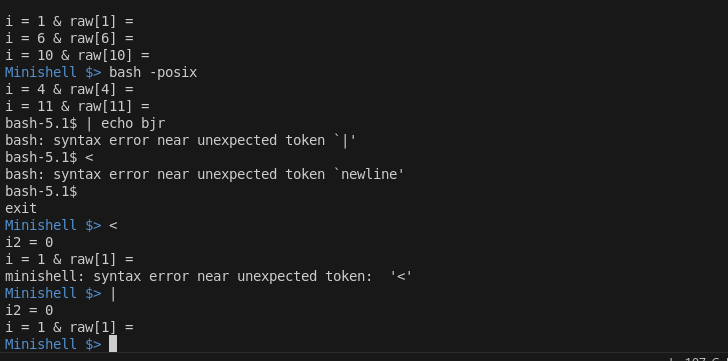 i = 1 & raw[1] =
i = 6 & raw[6] =
i = 10 & raw[10] =
Minishell $> bash -posix
i = 4 & raw[4] =
i = 11 & raw[11] =
bash-5.1$ | echo bjr
bash: syntax error near unexpected token `|'
bash-5.1$ <
bash: syntax error near unexpected token `newline'
bash-5.1$
exit
Minishell $> <
i2 = 0
i = 1 & raw[1] =
minishell: syntax error near unexpected token:  '<'
Minishell $> |
i2 = 0
i = 1 & raw[1] =
Minishell $>